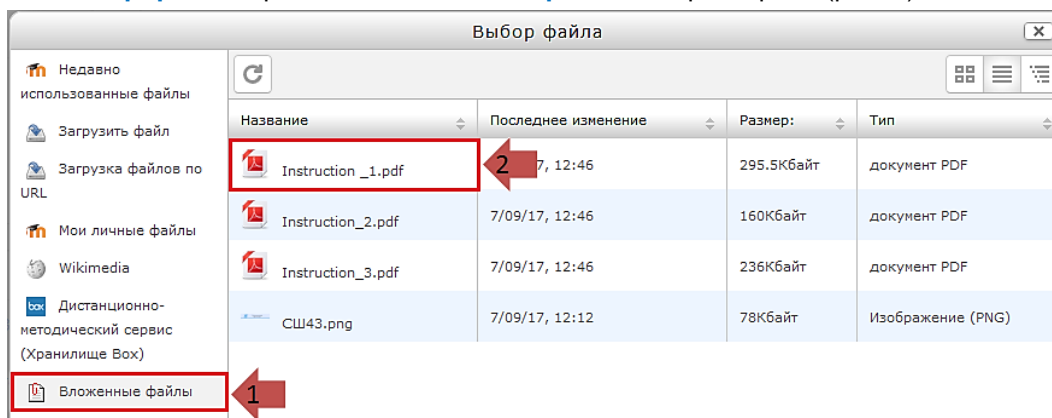 Выбор файла
Недавно
использованные файлы
Загрузить файл
Загрузка файлов по
URL
Мои личные файлы
Wikimedia
box Дистанционно-
методический сервис
(Хранилище Box)
Вложенные файлы
1
Название Последнее изменение Размер: Тип
Instruction _1.pdf 2 7, 12:46 295.5Кбайт документ PDF
Instruction_2.pdf 7/09/17, 12:46 160Кбайт документ PDF
Instruction_3.pdf 7/09/17, 12:46 236Кбайт документ PDF
СШ43.png 7/09/17, 12:12 78Кбайт Изображение (PNG)